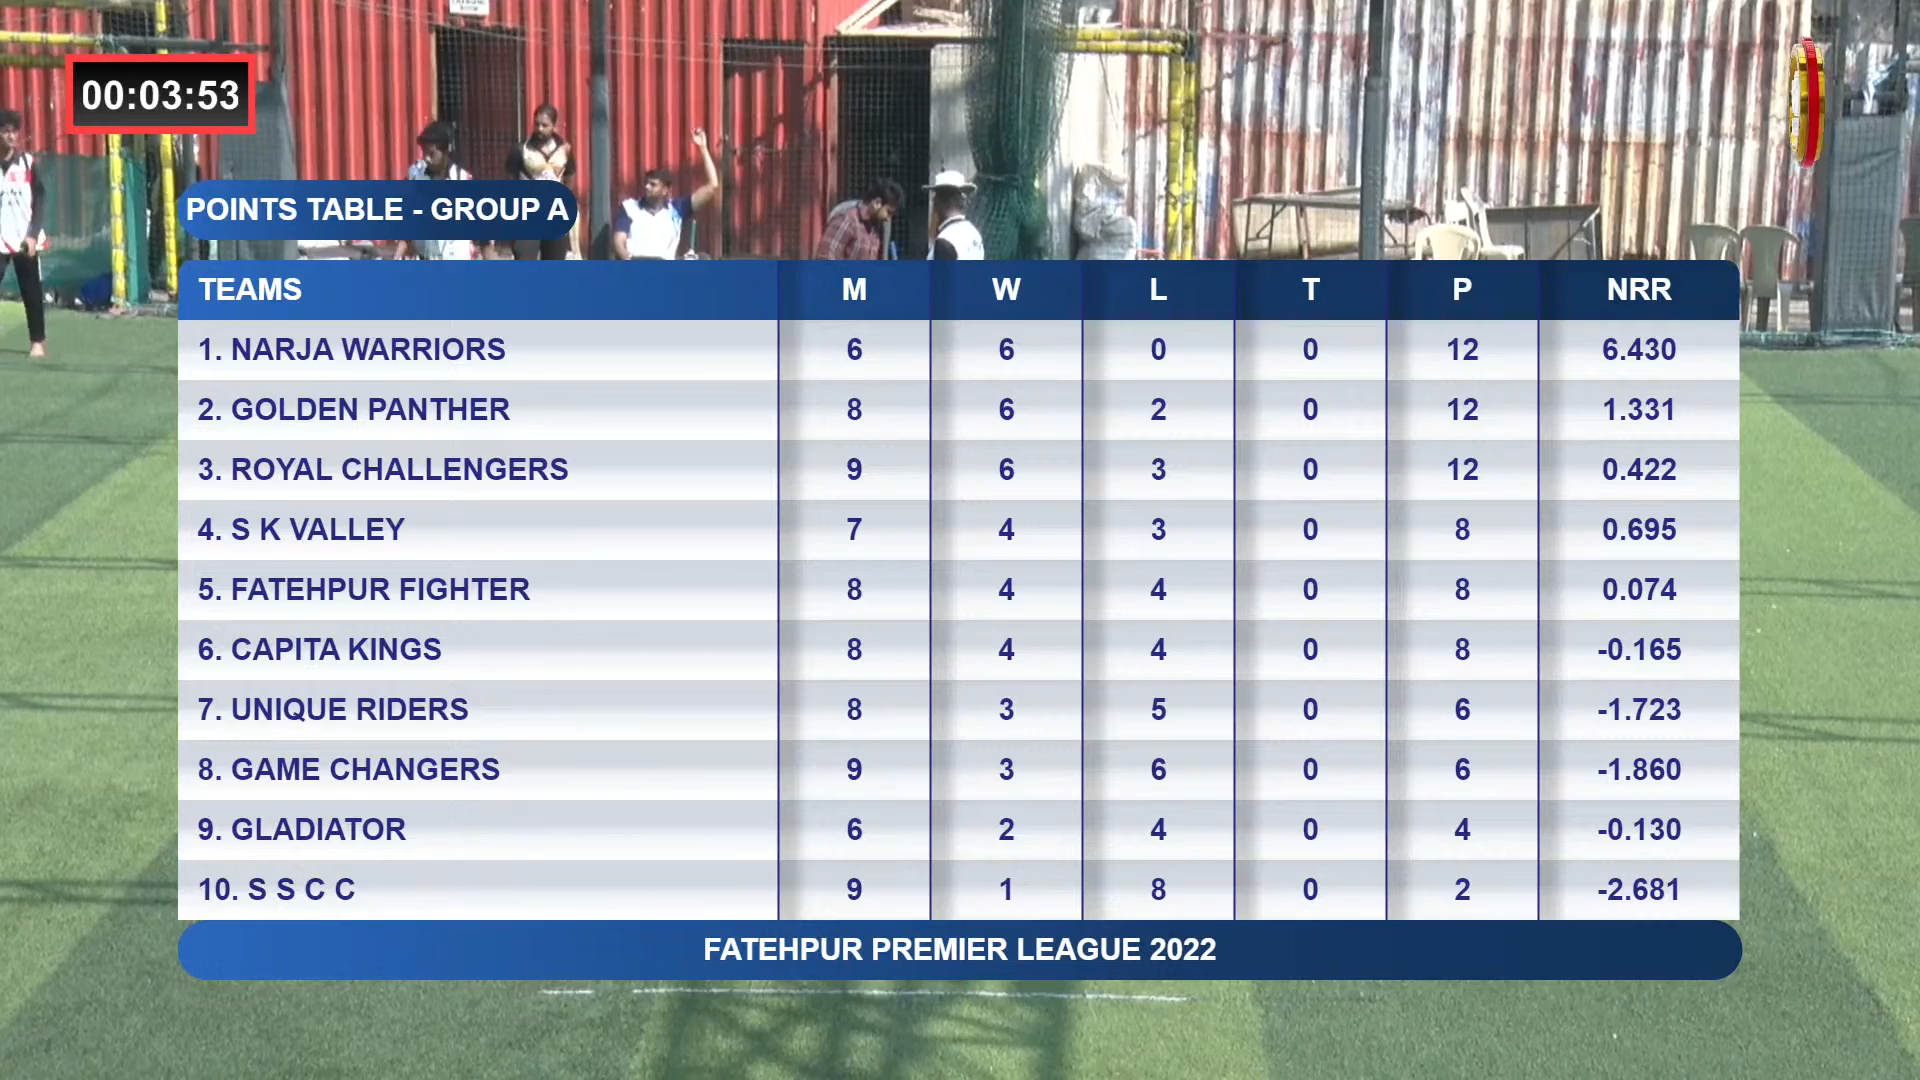 00:03:53
POINTS TABLE - GROUP A
TEAMS M W L T P NRR
1. NARJA WARRIORS 6 6 0 0 12 6.430
2. GOLDEN PANTHER 8 6 2 0 12 1.331
3. ROYAL CHALLENGERS 9 6 3 0 12 0.422
4. S K VALLEY 7 4 3 0 8 0.695
5. FATEHPUR FIGHTER 8 4 4 0 8 0.074
6. CAPITA KINGS 8 4 4 0 8 -0.165
7. UNIQUE RIDERS 8 3 5 0 6 -1.723
8. GAME CHANGERS 9 3 6 0 6 -1.860
9. GLADIATOR 6 2 4 0 4 -0.130
10. S S C C 9 1 8 0 2 -2.681
FATEHPUR PREMIER LEAGUE 2022